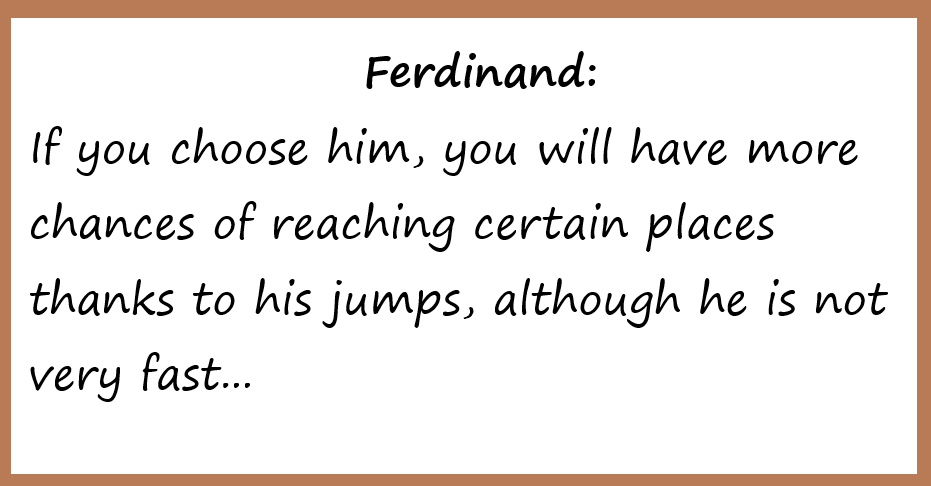 Ferdinand:
If you choose him, you will have more
chances of reaching certain places
thanks to his jumps, although he is not
very fast...